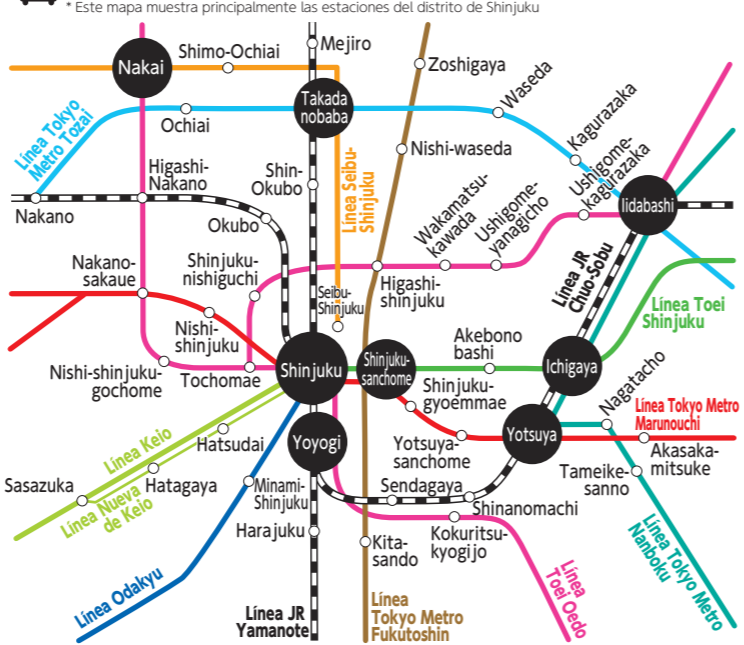 * Este mapa muestra principalmente las estaciones del distrito de Shinjuku
Nakai
Shimo-Ochiai
Mejiro
Zoshigaya
Takada
nobaba
Waseda
Línea Tokyo
Metro Tozai
Ochiai
Kagurazaka
Nishi-waseda
Ushigome-
kagurazaka
Higashi-
Nakano
Shin-
Okubo
Línea Seibu-
Shinjuku
Wakamatsu-
kawada
Ushigome-
yanagicho
Iidabashi
Nakano
Okubo
Línea JR
Chuo-Sobu
Nakano-
sakaue
Shinjuku-
nishiguchi
Higashi-
shinjuku
Seibu-
Shinjuku
Línea Toei
Shinjuku
Nishi-
shinjuku
Akebono
bashi
Shinjuku
Shinjuku-
sanchome
Ichigaya
Nishi-shinjuku-
gochome
Tochomae
Shinjuku-
gyoemmae
Nagatacho
Línea Tokyo Metro
Marunouchi
Yoyogi
Yotsuya
Yotsuya-
sanchome
Akasaka-
mitsuke
Línea Keio
Hatsudai
Hatagaya
Sasazuka
Línea Nueva
de Keio
Minami-
Shinjuku
Sendagaya
Shinanomachi
Tameike-
sanno
Harajuku
Kita-
sando
Kokuritsu-
kyogijo
Línea Odakyu
Línea JR
Yamanote
Línea
Tokyo Metro
Fukutoshin
Línea
Toei Oedo
Línea Tokyo Metro
Nanboku